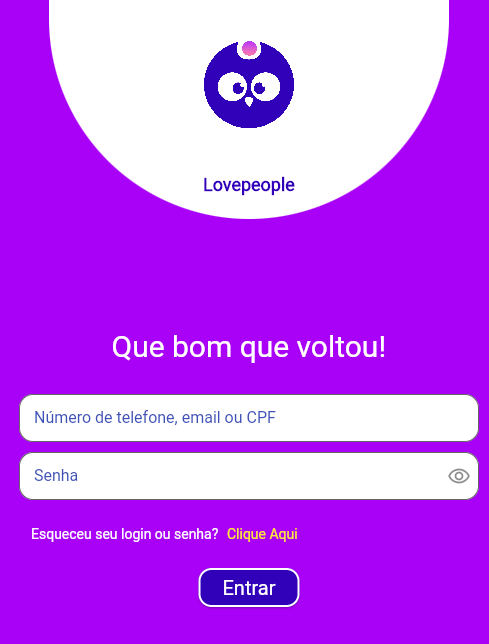 Lovepeople
Que bom que voltou!
Número de telefone, email ou CPF
Senha
Esqueceu seu login ou senha? Clique Aqui
Entrar